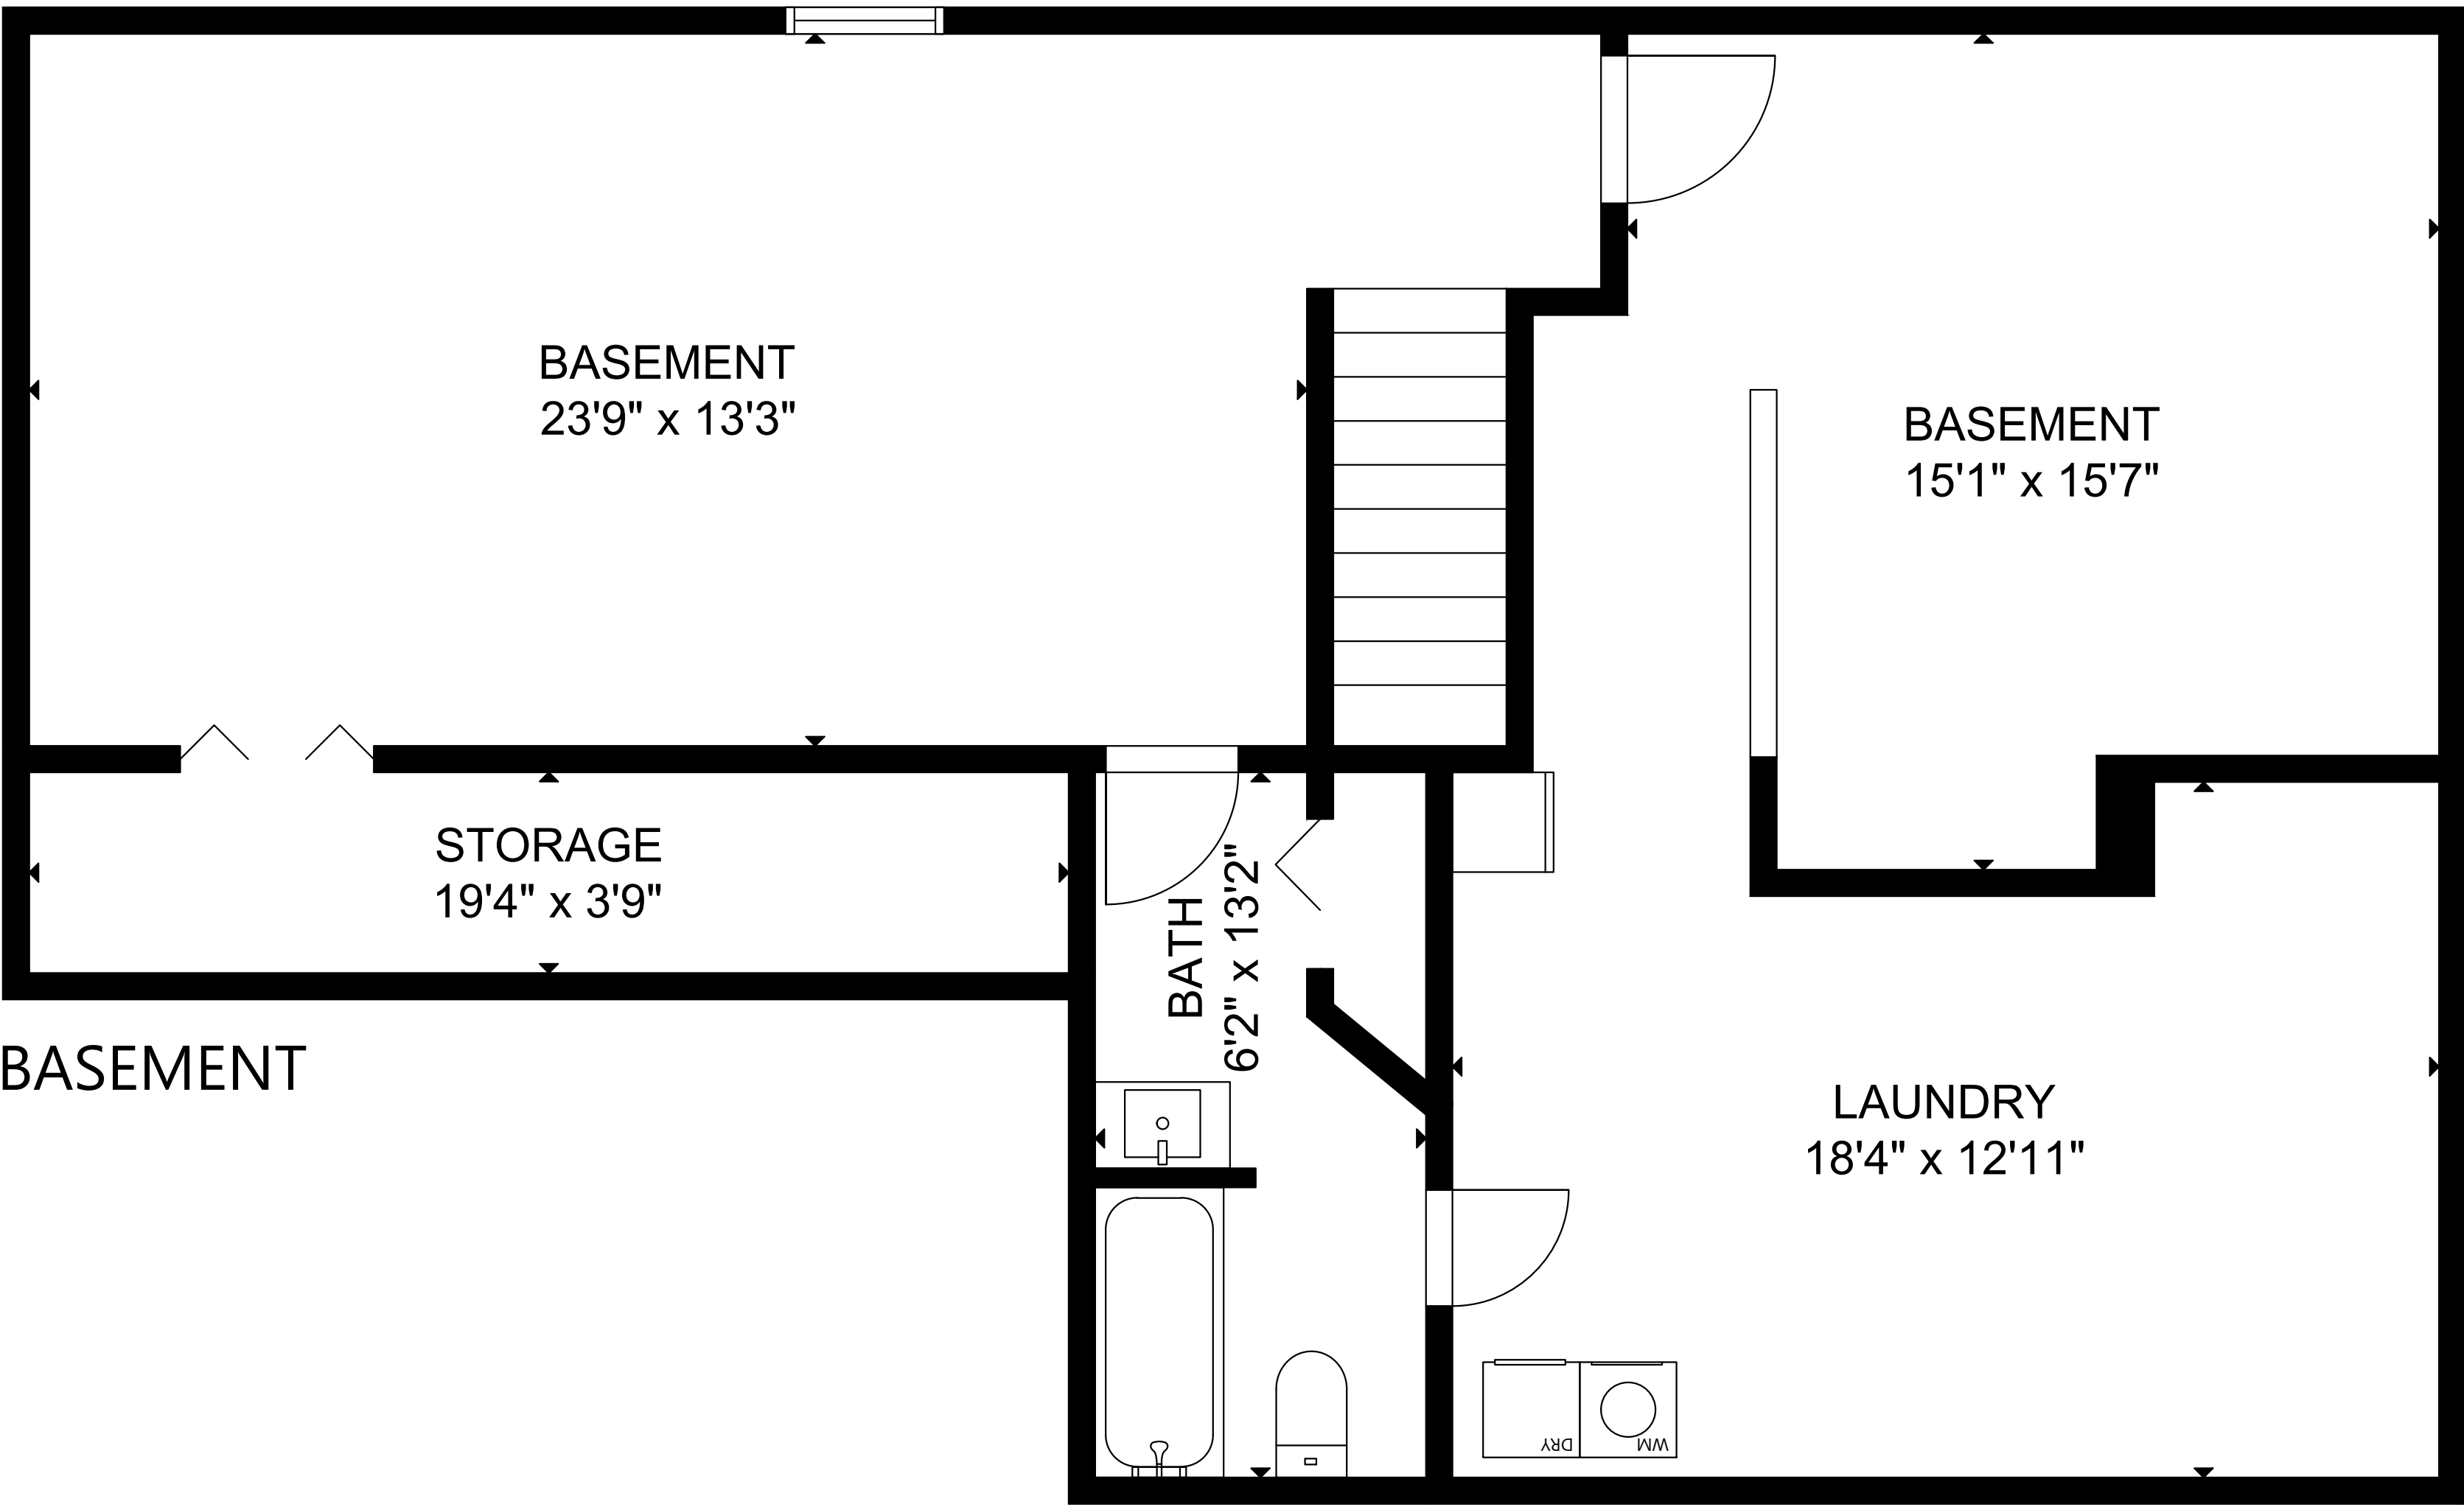 BASEMENT
23'9" x 13'3"
BASEMENT
15'1" x 15'7"
STORAGE
19'4" x 3'9"
BATH
6'2" x 13'2"
BASEMENT
LAUNDRY
18'4" x 12'11"
DRY
WM